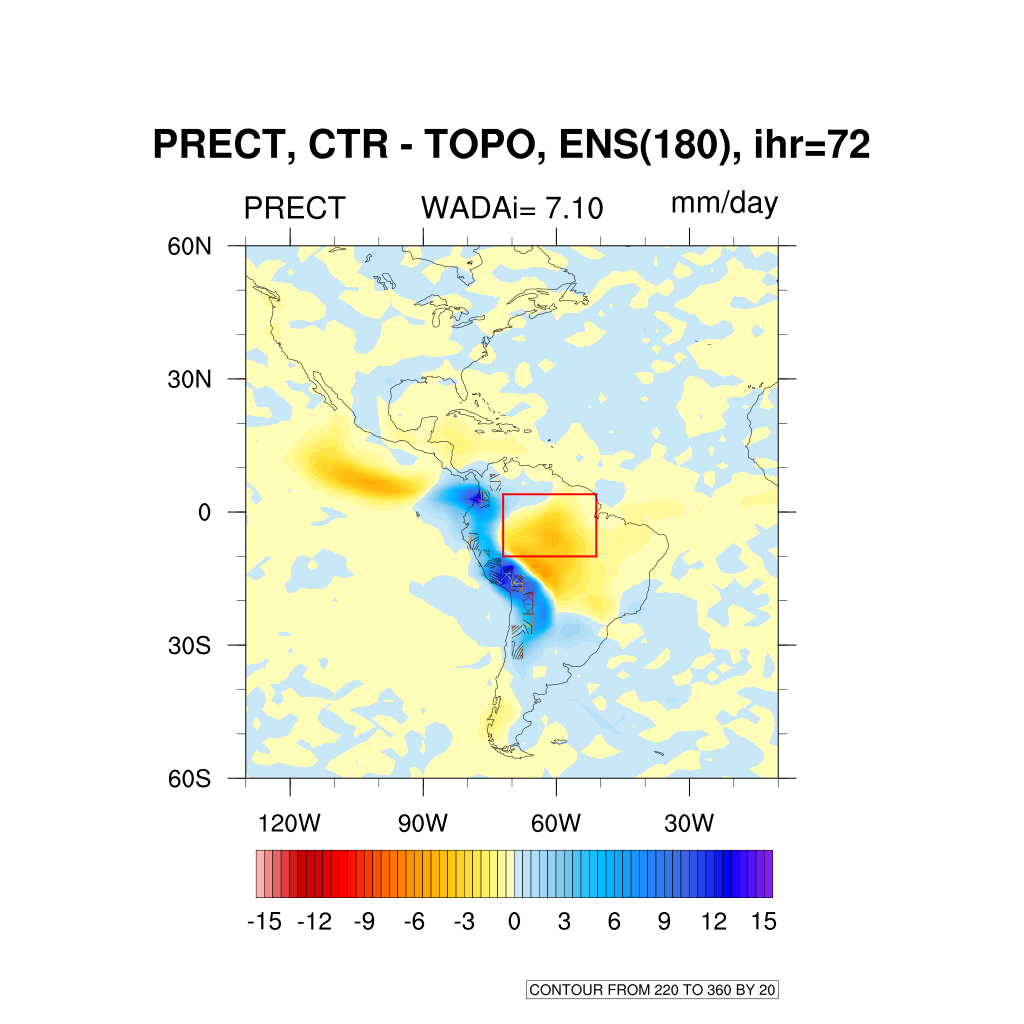 PRECT, CTR - TOPO, ENS(180), ihr=72
PRECT WADAi= 7.10 mm/day
60N
30N
0
30S
60S
120W 90W 60W 30W
-15 -12 -9 -6 -3 0 3 6 9 12 15
CONTOUR FROM 220 TO 360 BY 20